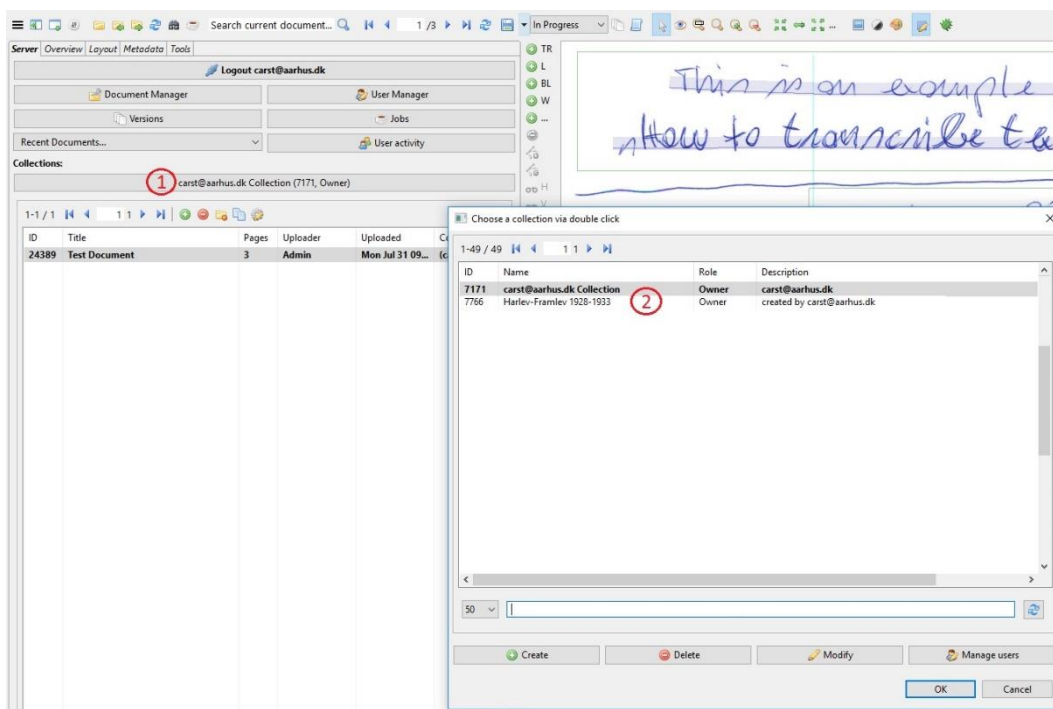 Search current document...
1 /3
In Progress
Server Overview Layout Metadata Tools
Logout carst@aarhus.dk
Document Manager
User Manager
Versions
Jobs
Recent Documents...
User activity
Collections:
1
carst@aarhus.dk Collection (7171, Owner)
1-1 / 1
1 1
ID Title Pages Uploader Uploaded
24389 Test Document 3 Admin Mon Jul 31 09...
TR
L
BL
W
...
H
This is an example
How to transcribe te
Choose a collection via double click
1-49 / 49
1 1
ID Name Role Description
7171 carst@aarhus.dk Collection Owner carst@aarhus.dk
7766 Harlev-Framlev 1928-1933 Owner created by carst@aarhus.dk
2
50
Create
Delete
Modify
Manage users
OK
Cancel